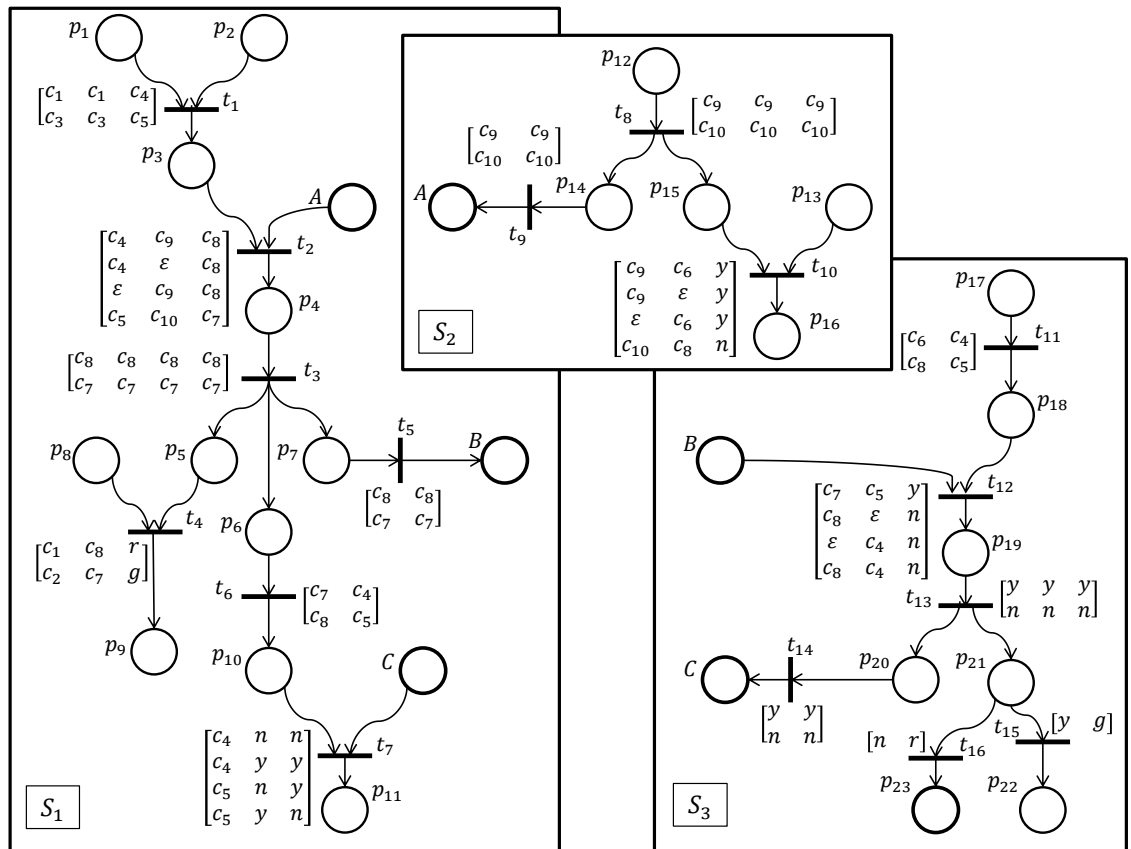 p₁ p₂
[c₁ c₁ c₄
c₃ c₃ c₅] t₁
p₃
A
t₂
[c₄ c₉ c₈
c₄ ε c₈
ε c₉ c₈
c₅ c₁₀ c₇]
p₄
[c₈ c₈ c₈ c₈
c₇ c₇ c₇ c₇] t₃
p₈ p₅ p₇ t₅ B
[c₈ c₈
c₇ c₇]
t₄
[c₁ c₈ r
c₂ c₇ g]
p₆
p₉
t₆ [c₇ c₄
c₈ c₅]
p₁₀ C
t₇
[c₄ n n
c₄ y y
c₅ n y
c₅ y n]
p₁₁
S₁
p₁₂
t₈ [c₉ c₉ c₉
c₁₀ c₁₀ c₁₀]
[c₉ c₉
c₁₀ c₁₀]
A t₉ p₁₄ p₁₅ p₁₃
t₁₀
[c₉ c₆ y
c₉ ε y
ε c₆ y
c₁₀ c₈ n]
p₁₆
S₂
p₁₇
t₁₁
[c₆ c₄
c₈ c₅]
p₁₈
B
t₁₂
[c₇ c₅ y
c₈ ε n
ε c₄ n
c₈ c₄ n]
p₁₉
t₁₃ [y y y
n n n]
C t₁₄ p₂₀ p₂₁
[y y
n n]
t₁₅ [y g]
[n r] t₁₆
p₂₃ p₂₂
S₃